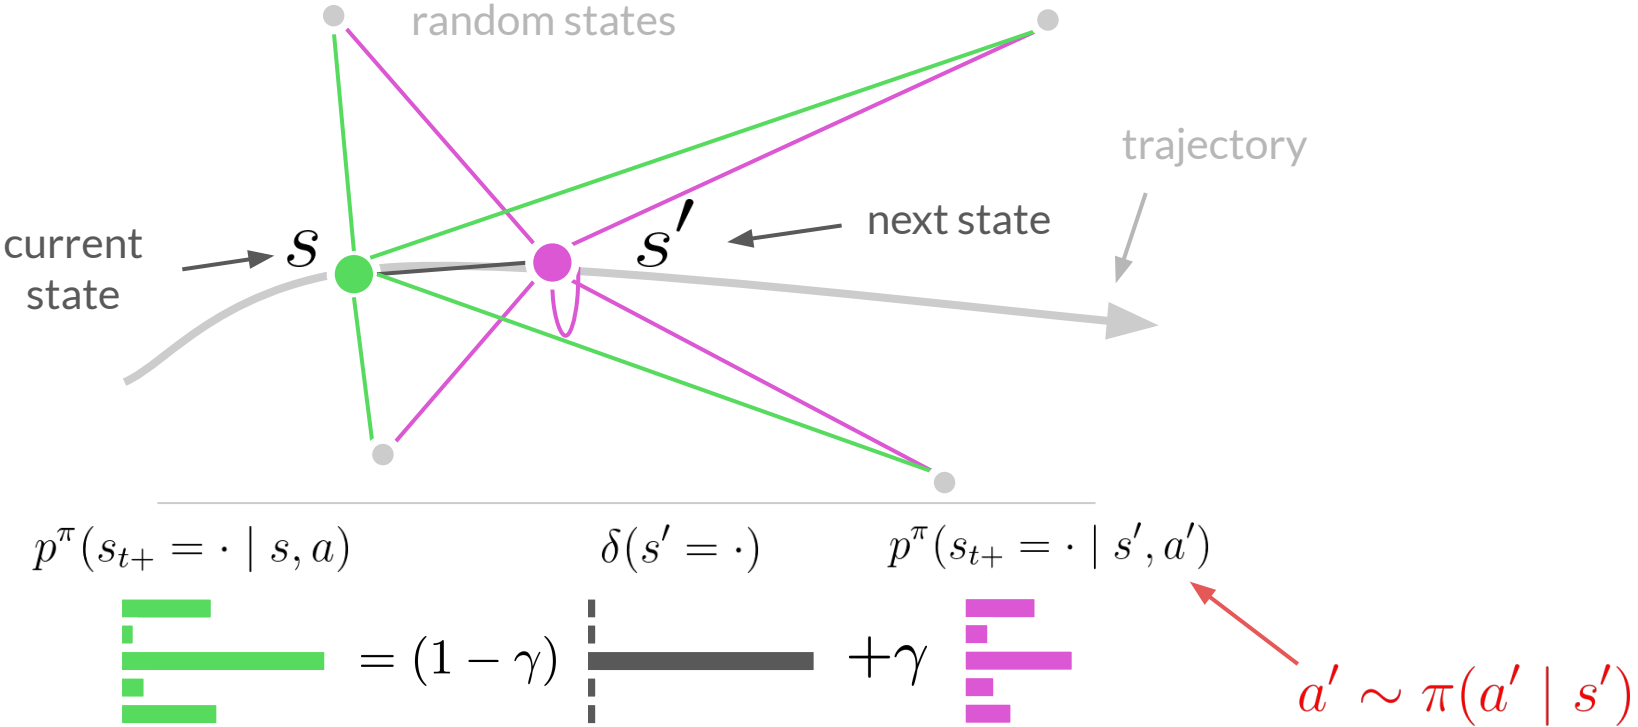 random states
trajectory
s
s′
next state
current
state
p^π(s_{t+} = · | s, a)
δ(s′ = ·)
p^π(s_{t+} = · | s′, a′)
= (1 − γ)
+γ
a′ ∼ π(a′ | s′)